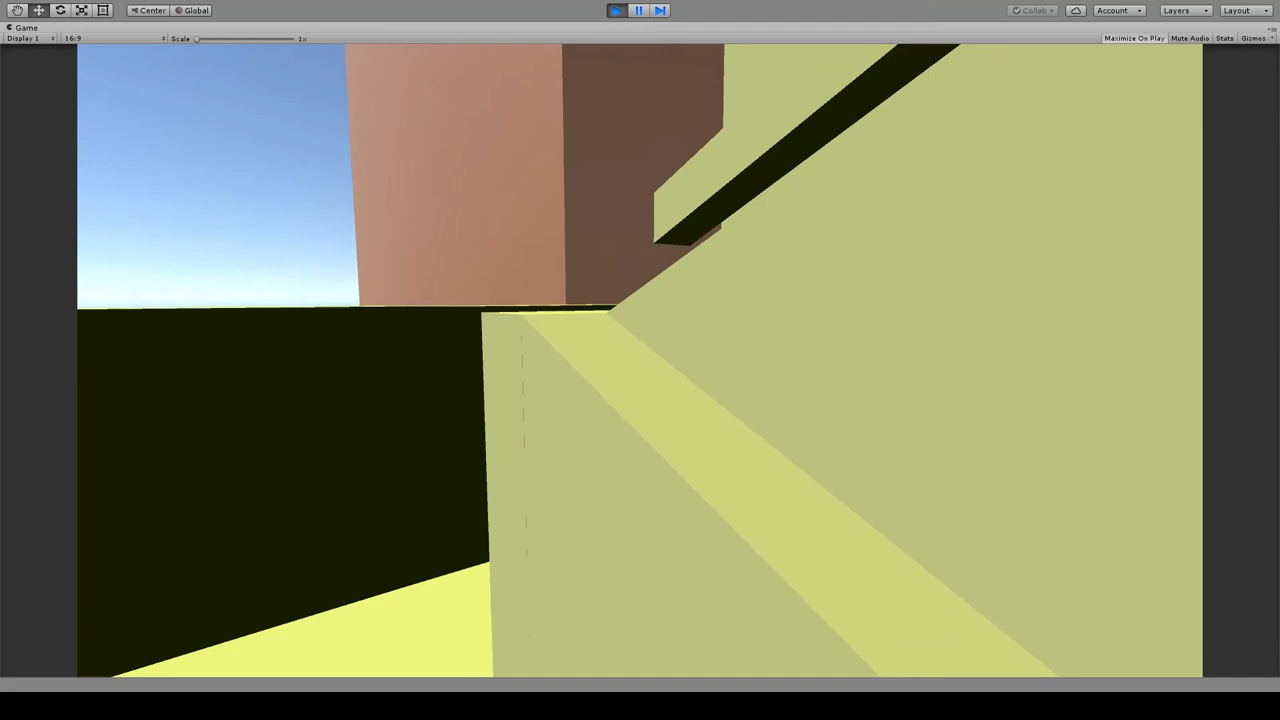 Center Global Collab Account Layers Layout
Game
Display 1 16:9 Scale 1x Maximize On Play Mute Audio Stats Gizmos